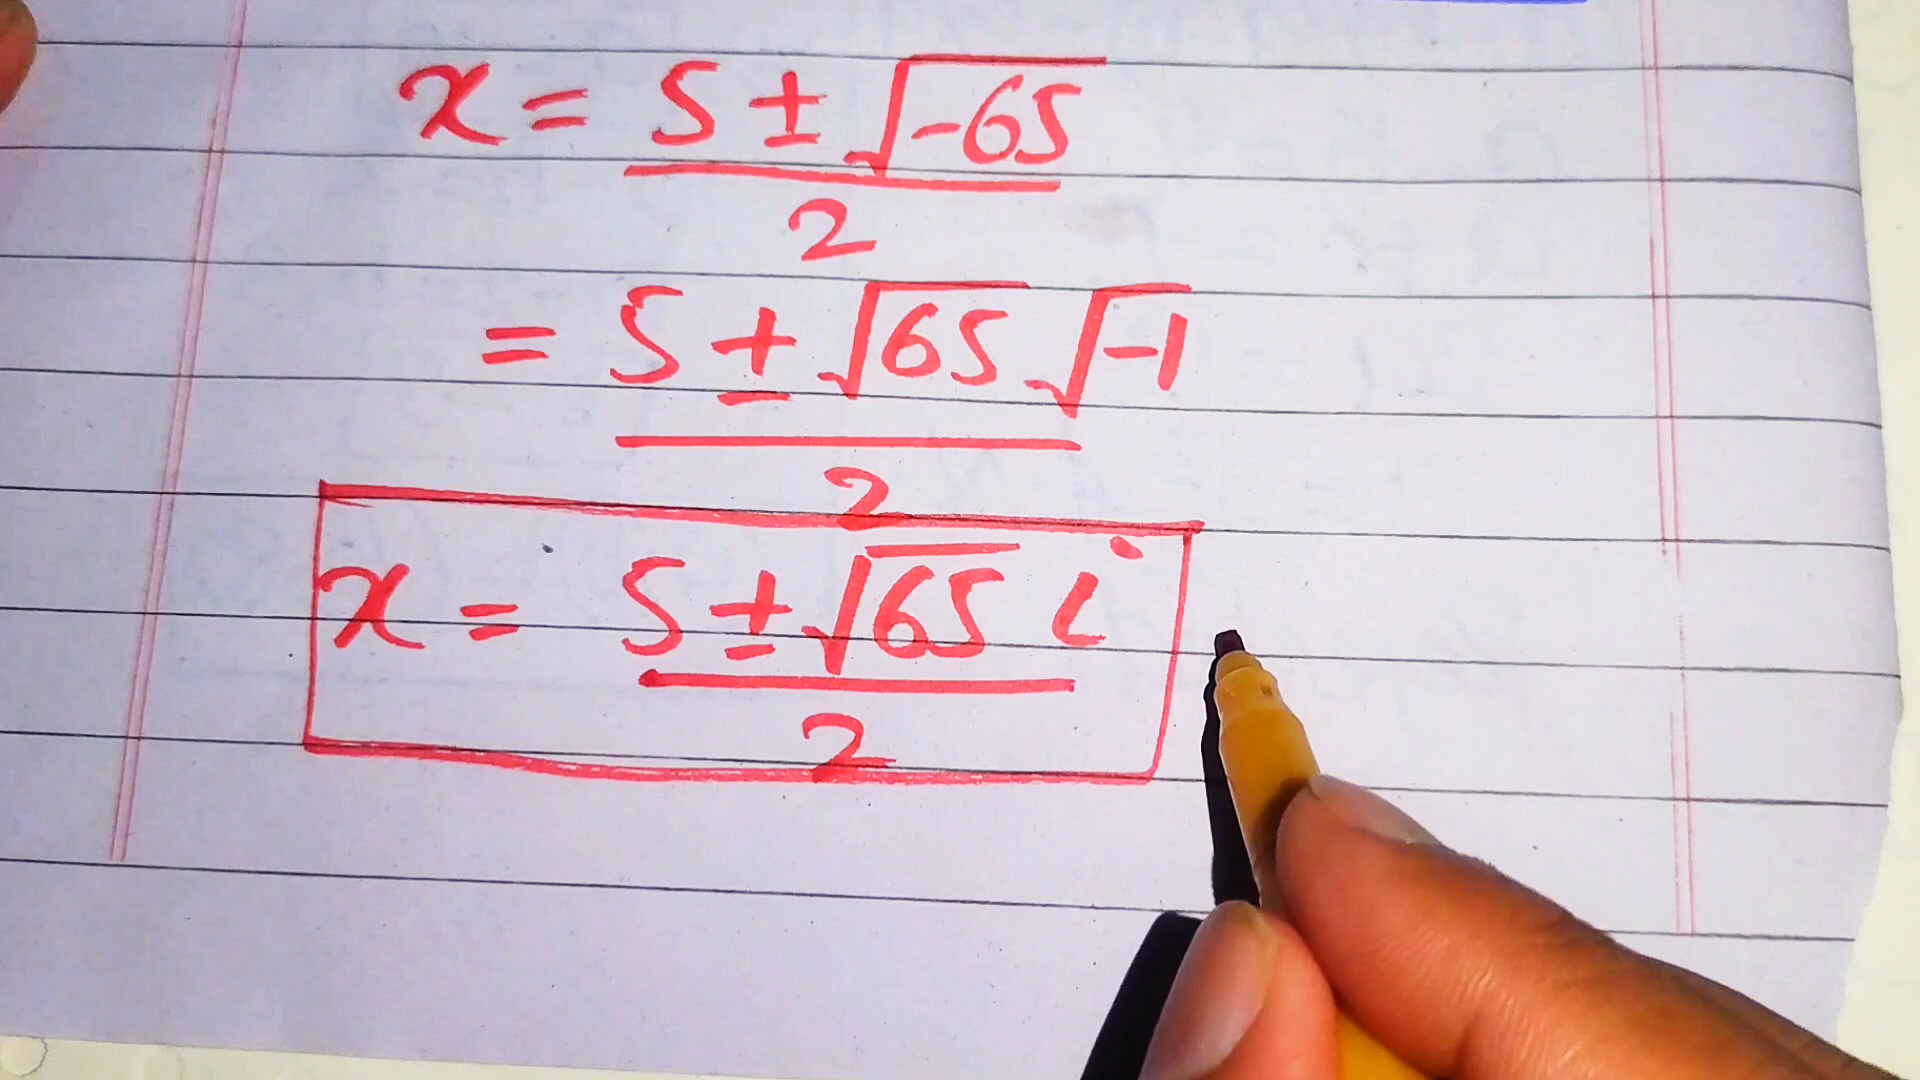 x = 5 ± √-65
2
= 5 ± √65 √-1
2
x = 5 ± √65 i
2